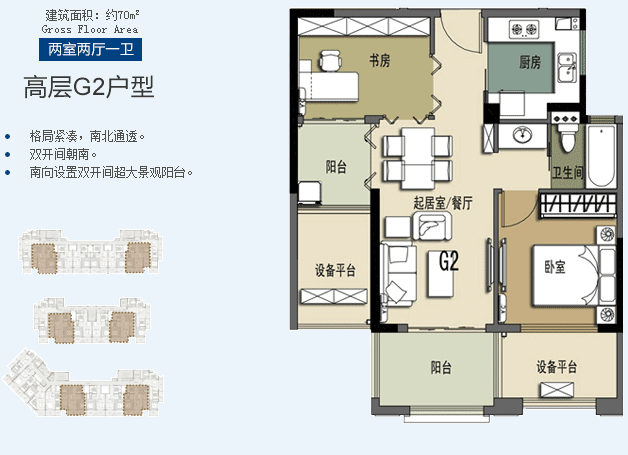 建筑面积：约70m²
Gross Floor Area
两室两厅一卫
高层G2户型
格局紧凑，南北通透。
双开间朝南。
南向设置双开间超大景观阳台。
书房
厨房
阳台
卫生间
起居室/餐厅
设备平台
G2
卧室
阳台
设备平台